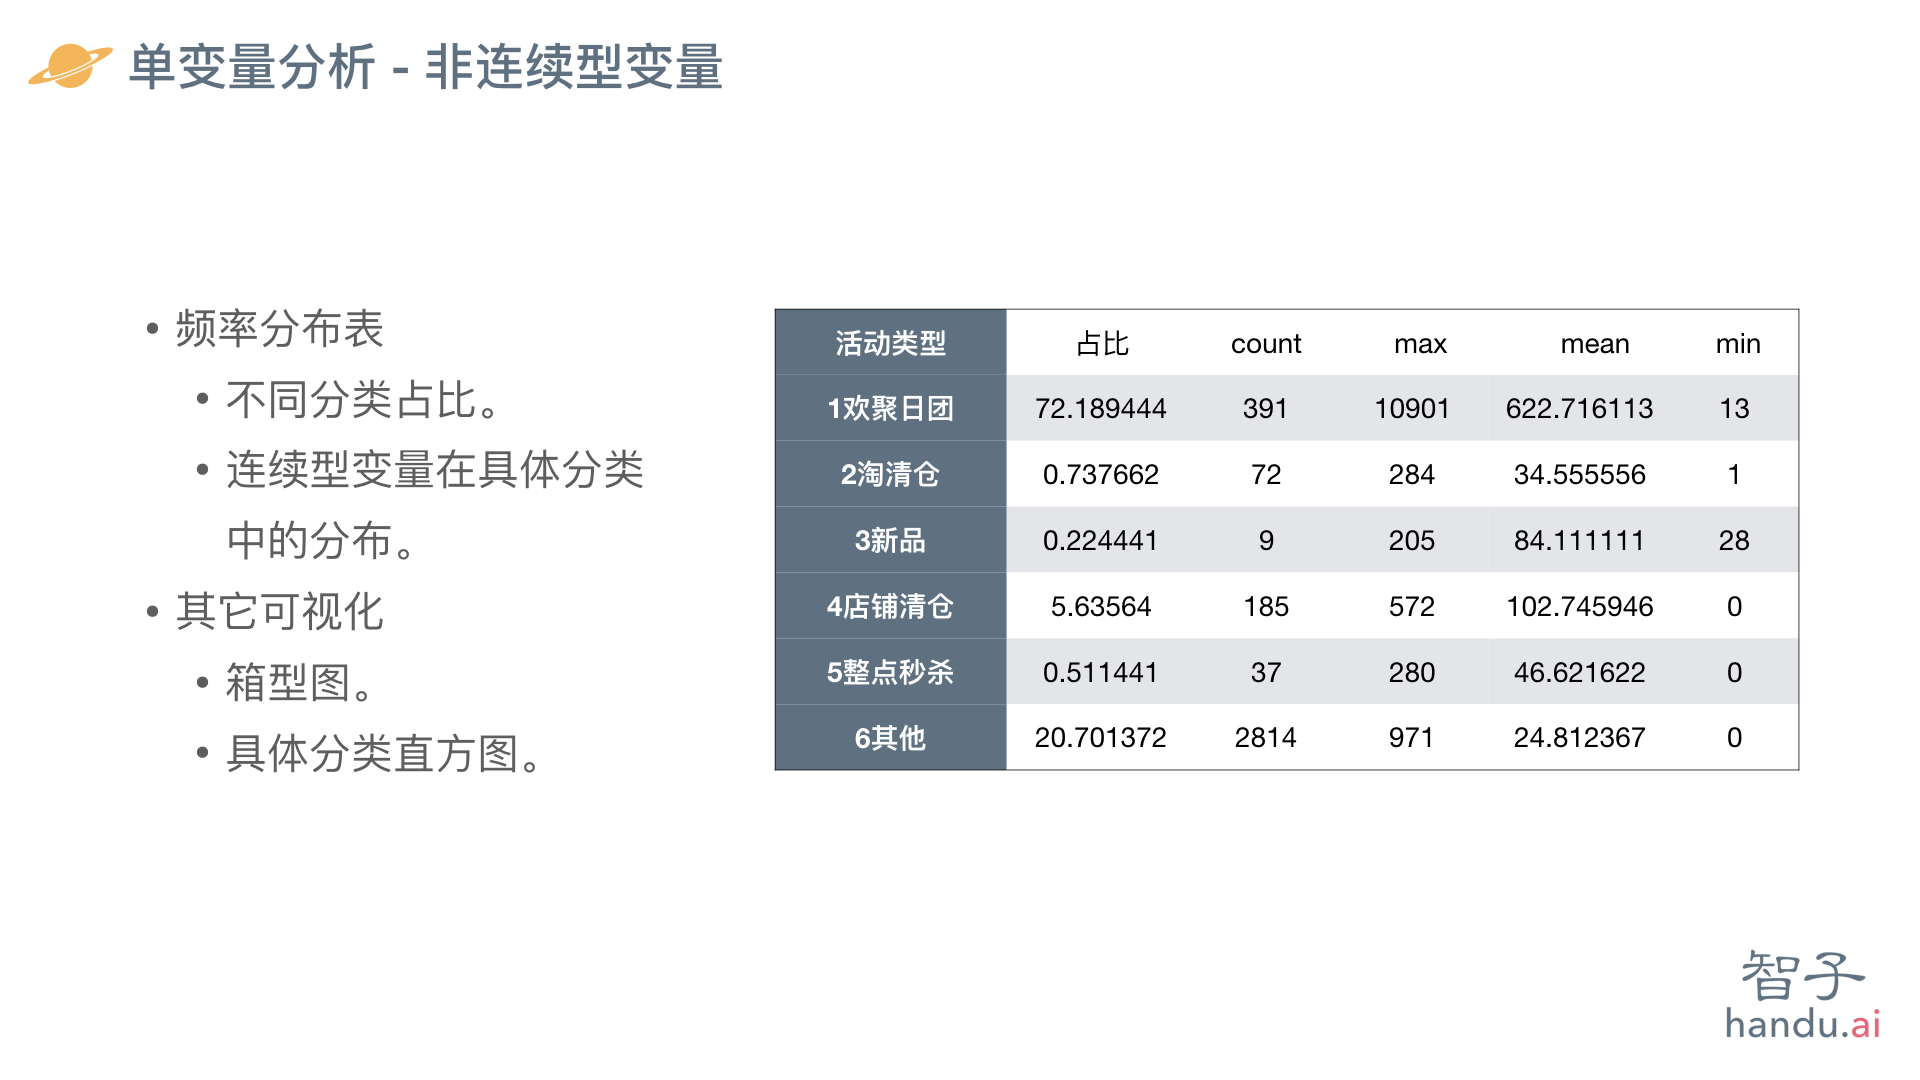 单变量分析 - 非连续型变量
• 频率分布表
• 不同分类占比。
• 连续型变量在具体分类
中的分布。
• 其它可视化
• 箱型图。
• 具体分类直方图。
活动类型 占比 count max mean min
1欢聚日团 72.189444 391 10901 622.716113 13
2淘清仓 0.737662 72 284 34.555556 1
3新品 0.224441 9 205 84.111111 28
4店铺清仓 5.63564 185 572 102.745946 0
5整点秒杀 0.511441 37 280 46.621622 0
6其他 20.701372 2814 971 24.812367 0
智子
handu.ai